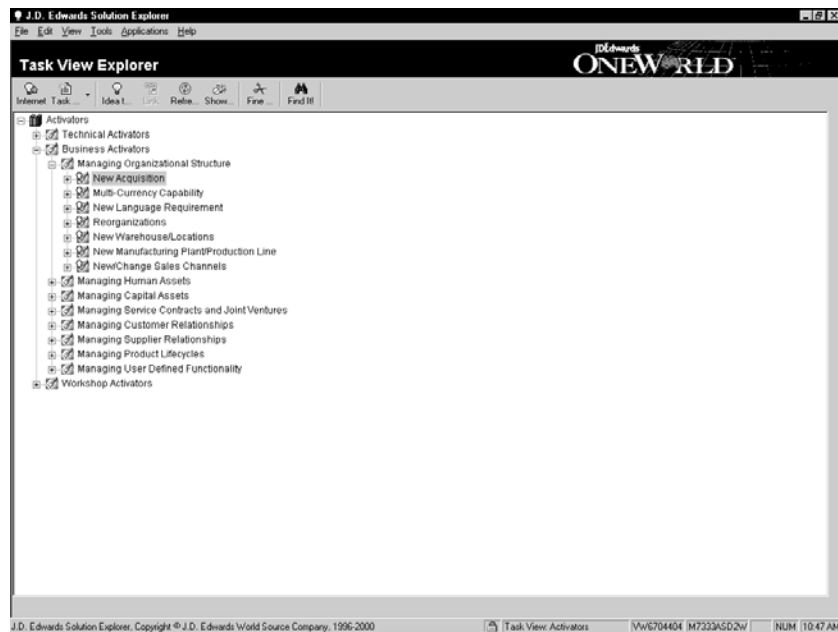 J.D. Edwards Solution Explorer
File Edit View Tools Applications Help
Task View Explorer
JDEdwards
ONEWORLD
Internet Task... Idea t... Link Refre... Show... Fine ... Find It!
Activators
Technical Activators
Business Activators
Managing Organizational Structure
New Acquisition
Multi-Currency Capability
New Language Requirement
Reorganizations
New Warehouse/Locations
New Manufacturing Plant/Production Line
New/Change Sales Channels
Managing Human Assets
Managing Capital Assets
Managing Service Contracts and Joint Ventures
Managing Customer Relationships
Managing Supplier Relationships
Managing Product Lifecycles
Managing User Defined Functionality
Workshop Activators
J.D. Edwards Solution Explorer, Copyright © J.D. Edwards World Source Company, 1996-2000 Task View: Activators VW6704404 M7333ASD2W NUM 10:47 AM